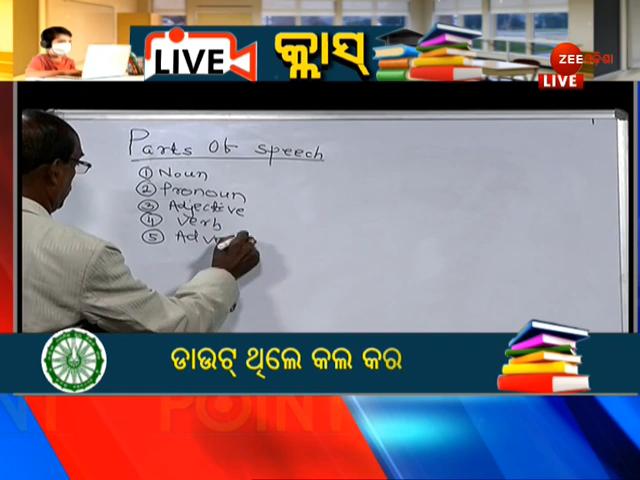 LIVE କ୍ଲାସ୍
ZEE ଓଡ଼ିଶା
LIVE
Parts Of Speech
① Noun
② Pronoun
③ Adjective
④ Verb
⑤ Adv
ଡାଉଟ୍ ଥିଲେ କଲ କର
POINT